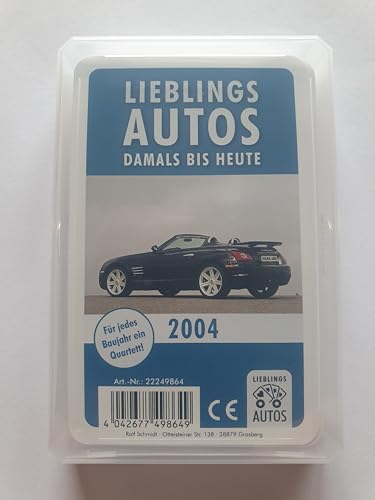 LIEBLINGS
AUTOS
DAMALS BIS HEUTE
Für jedes
Baujahr ein
Quartett!
2004
Art.-Nr.: 22249864
4 042677 498649
CE
LIEBLINGS
AUTOS
Ralf Schmidt · Ottersteiner Str. 138 · 28879 Grasberg